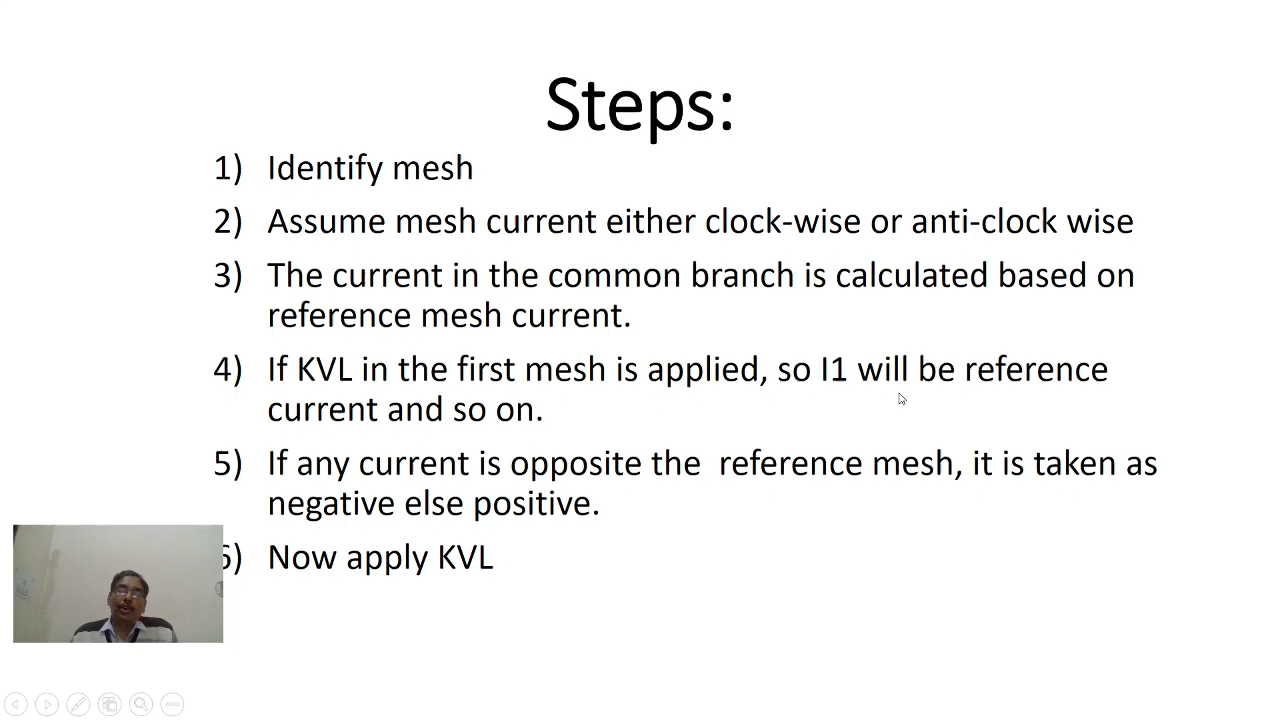 Steps:
1) Identify mesh
2) Assume mesh current either clock-wise or anti-clock wise
3) The current in the common branch is calculated based on
reference mesh current.
4) If KVL in the first mesh is applied, so I1 will be reference
current and so on.
5) If any current is opposite the  reference mesh, it is taken as
negative else positive.
6) Now apply KVL